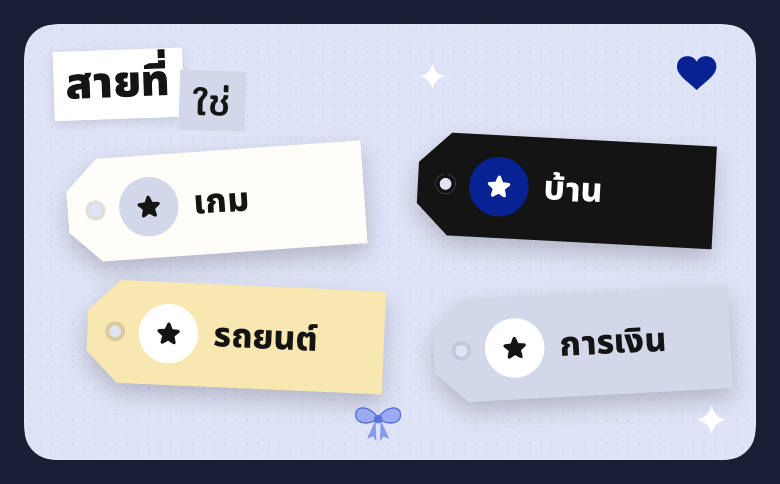 สายที่
ใช่
เกม
บ้าน
รถยนต์
การเงิน